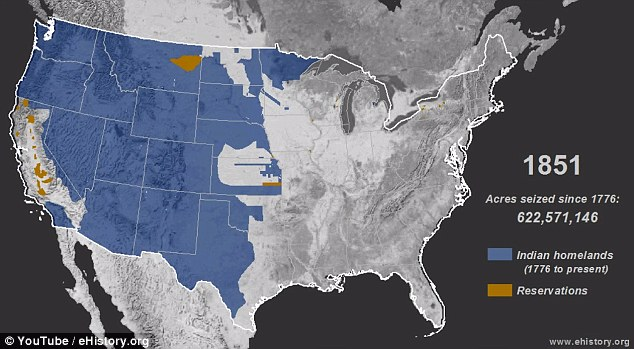 1851
Acres seized since 1776:
622,571,146
Indian homelands
(1776 to present)
Reservations
© YouTube / eHistory.org
www.ehistory.org